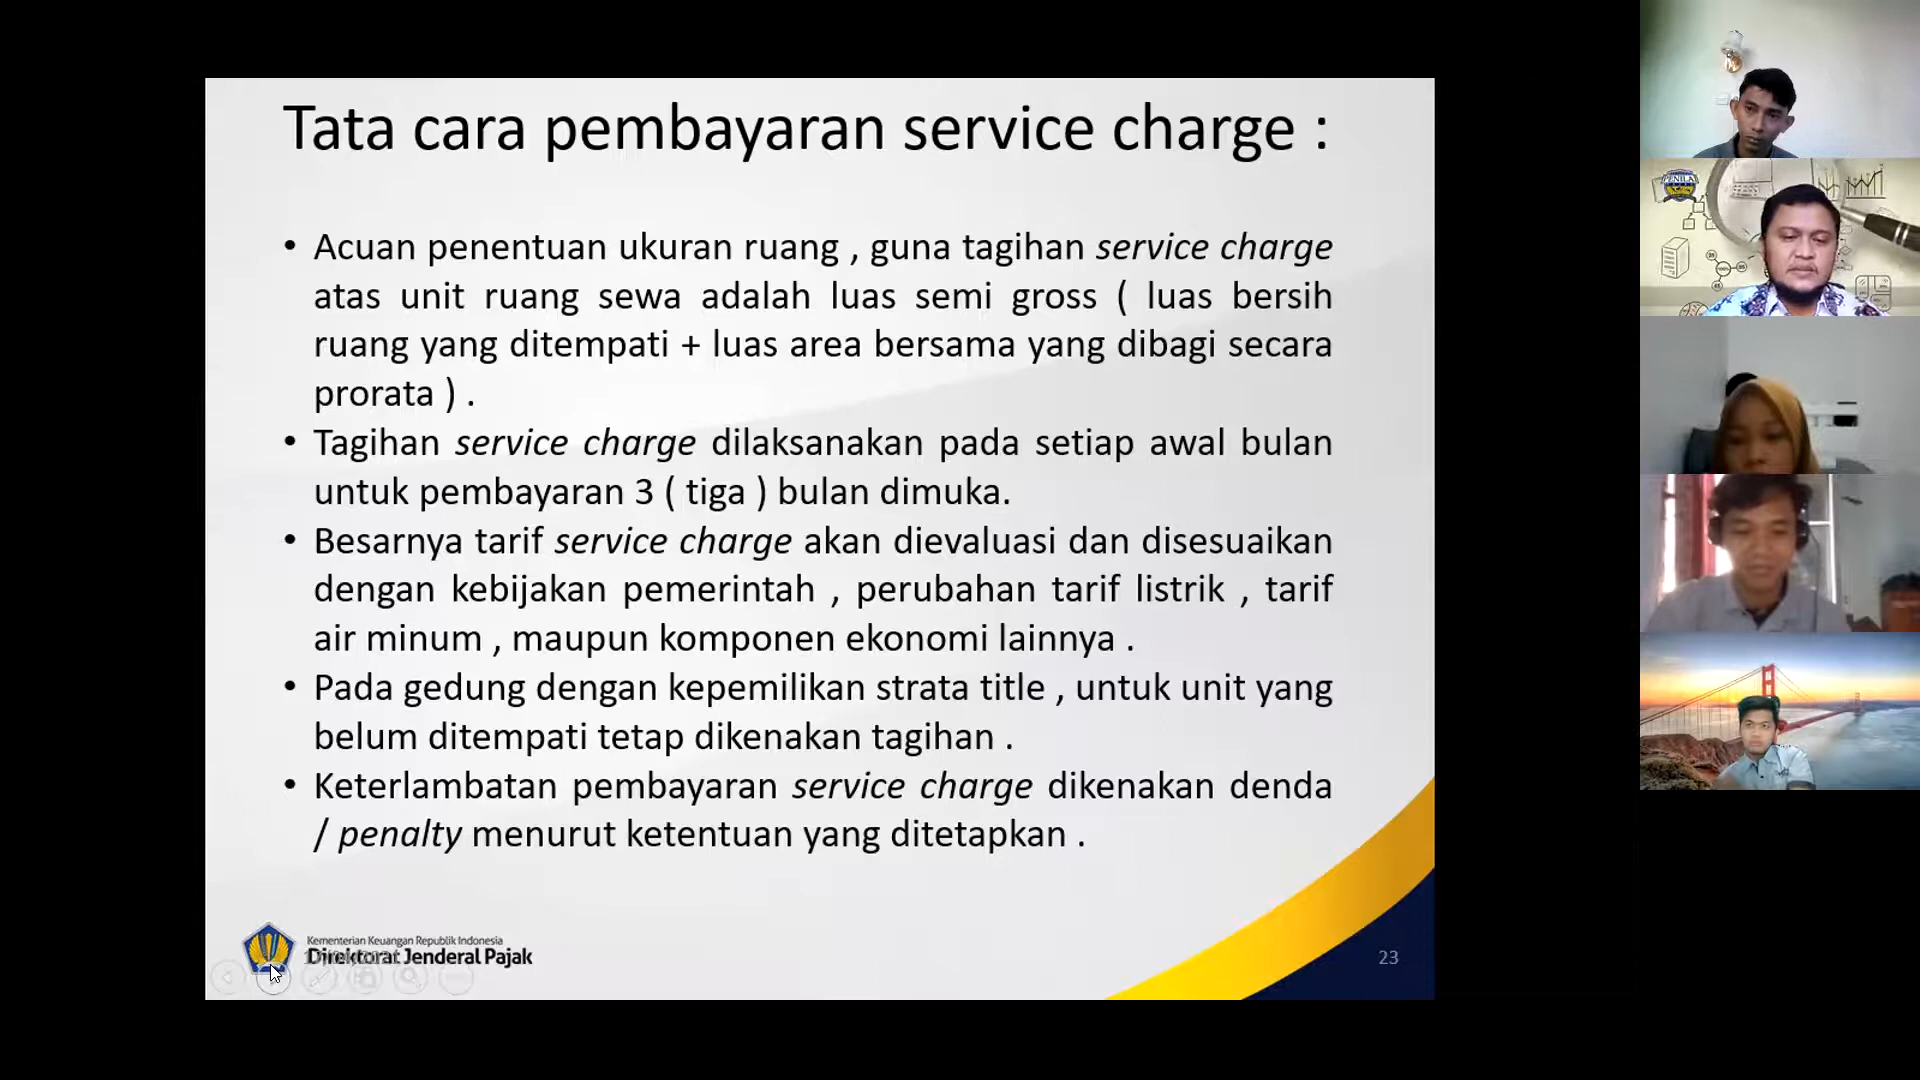 Tata cara pembayaran service charge :
• Acuan penentuan ukuran ruang , guna tagihan service charge
atas unit ruang sewa adalah luas semi gross ( luas bersih
ruang yang ditempati + luas area bersama yang dibagi secara
prorata ) .
• Tagihan service charge dilaksanakan pada setiap awal bulan
untuk pembayaran 3 ( tiga ) bulan dimuka.
• Besarnya tarif service charge akan dievaluasi dan disesuaikan
dengan kebijakan pemerintah , perubahan tarif listrik , tarif
air minum , maupun komponen ekonomi lainnya .
• Pada gedung dengan kepemilikan strata title , untuk unit yang
belum ditempati tetap dikenakan tagihan .
• Keterlambatan pembayaran service charge dikenakan denda
/ penalty menurut ketentuan yang ditetapkan .
Kementerian Keuangan Republik Indonesia
Direktorat Jenderal Pajak
23
PENILAI